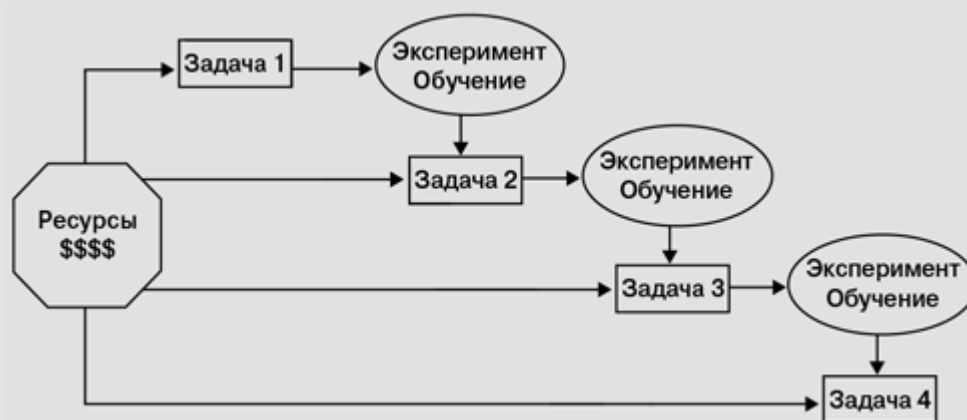 Задача 1
Эксперимент
Обучение
Задача 2
Эксперимент
Обучение
Ресурсы
$$$$
Задача 3
Эксперимент
Обучение
Задача 4